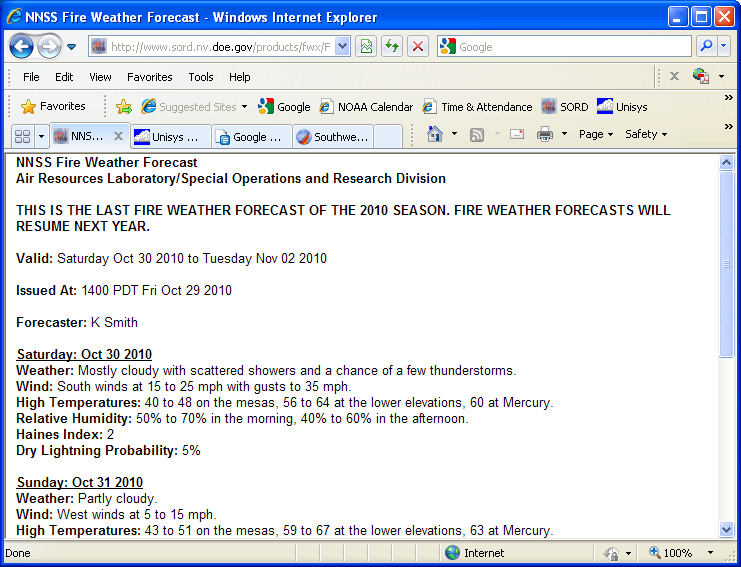 NNSS Fire Weather Forecast - Windows Internet Explorer
http://www.sord.nv.doe.gov/products/fwx/F
Google
File Edit View Favorites Tools Help
Favorites Suggested Sites Google NOAA Calendar Time & Attendance SORD Unisys
NNS... Unisys ... Google ... Southwe... Page Safety
NNSS Fire Weather Forecast
Air Resources Laboratory/Special Operations and Research Division
THIS IS THE LAST FIRE WEATHER FORECAST OF THE 2010 SEASON. FIRE WEATHER FORECASTS WILL
RESUME NEXT YEAR.
Valid: Saturday Oct 30 2010 to Tuesday Nov 02 2010
Issued At: 1400 PDT Fri Oct 29 2010
Forecaster: K Smith
Saturday: Oct 30 2010
Weather: Mostly cloudy with scattered showers and a chance of a few thunderstorms.
Wind: South winds at 15 to 25 mph with gusts to 35 mph.
High Temperatures: 40 to 48 on the mesas, 56 to 64 at the lower elevations, 60 at Mercury.
Relative Humidity: 50% to 70% in the morning, 40% to 60% in the afternoon.
Haines Index: 2
Dry Lightning Probability: 5%
Sunday: Oct 31 2010
Weather: Partly cloudy.
Wind: West winds at 5 to 15 mph.
High Temperatures: 43 to 51 on the mesas, 59 to 67 at the lower elevations, 63 at Mercury.
Done Internet 100%